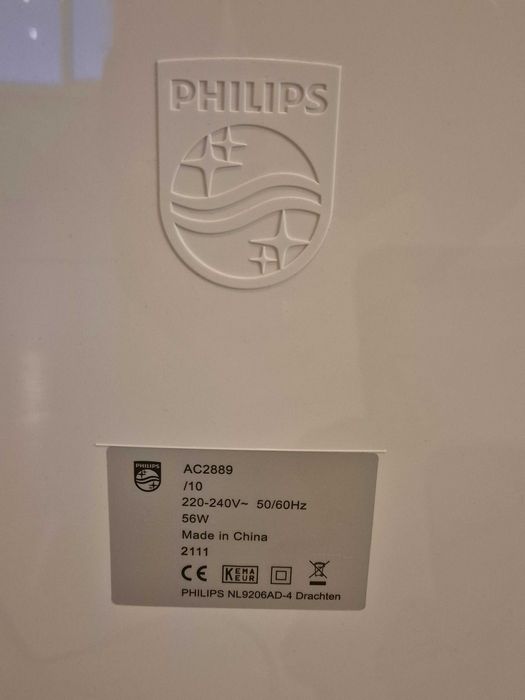 PHILIPS
PHILIPS
AC2889
/10
220-240V~ 50/60Hz
56W
Made in China
2111
CE KEMA KEUR
PHILIPS NL9206AD-4 Drachten